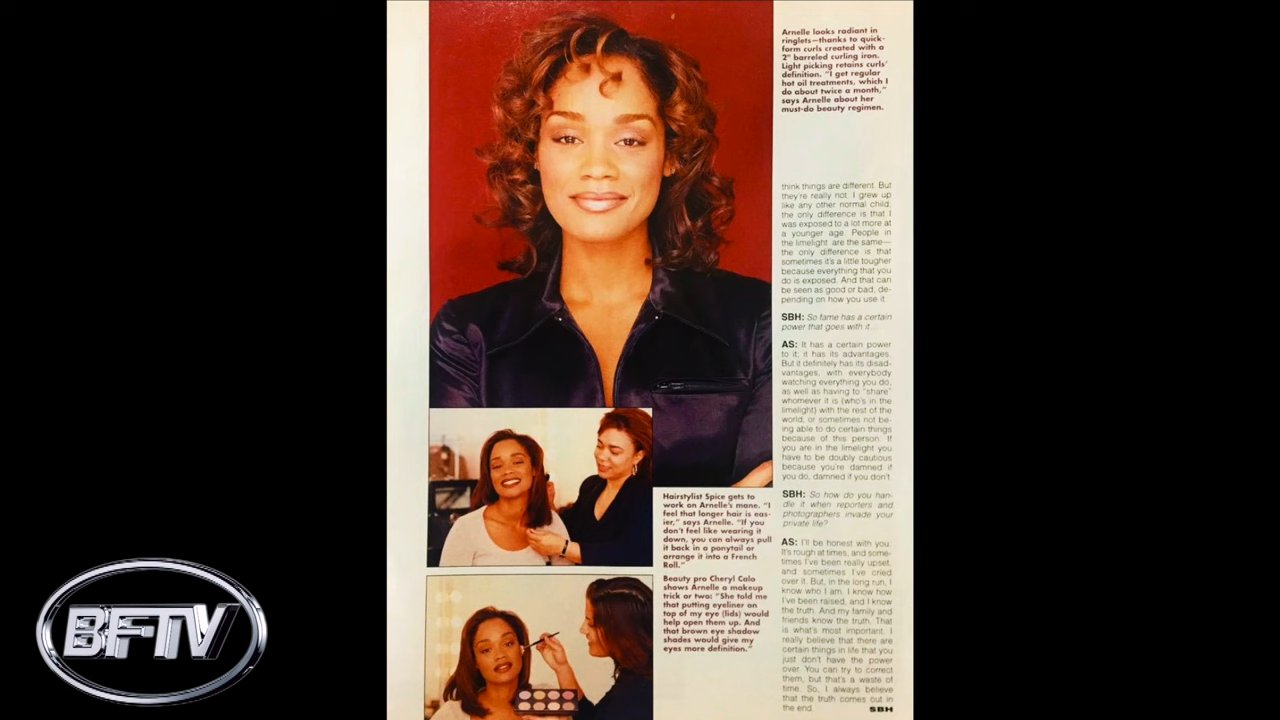 Arnelle looks radiant in
ringlets—thanks to quick-
form curls created with a
2" barreled curling iron.
Light picking retains curls'
definition. "I get regular
hot oil treatments, which I
do about twice a month,"
says Arnelle about her
must-do beauty regimen.
think things are different. But
they're really not. I grew up
like any other normal child,
the only difference is that I
was exposed to a lot more at
a younger age. People in
the limelight are the same—
the only difference is that
sometimes it's a little tougher
because everything that you
do is exposed. And that can
be seen as good or bad, de-
pending on how you use it.
SBH: So fame has a certain
power that goes with it...
AS: It has a certain power
to it; it has its advantages.
But it definitely has its disad-
vantages, with everybody
watching everything you do,
as well as having to "share"
whomever it is (who's in the
limelight) with the rest of the
world, or sometimes not be-
ing able to do certain things
because of this person. If
you are in the limelight you
have to be doubly cautious
because you're damned if
you do, damned if you don't.
SBH: So how do you han-
dle it when reporters and
photographers invade your
private life?
AS: I'll be honest with you.
It's rough at times, and some-
times I've been really upset,
and sometimes I've cried
over it. But, in the long run, I
know who I am. I know how
I've been raised, and I know
the truth. And my family and
friends know the truth. That
is what's most important. I
really believe that there are
certain things in life that you
just don't have the power
over. You can try to correct
them, but that's a waste of
time. So, I always believe
that the truth comes out in
the end. SBH
Hairstylist Spice gets to
work on Arnelle's mane. "I
feel that longer hair is eas-
ier," says Arnelle. "If you
don't feel like wearing it
down, you can always pull
it back in a ponytail or
arrange it into a French
Roll."
Beauty pro Cheryl Calo
shows Arnelle a makeup
trick or two: "She told me
that putting eyeliner on
top of my eye (lids) would
help open them up. And
that brown eye shadow
shades would give my
eyes more definition."
BFTV